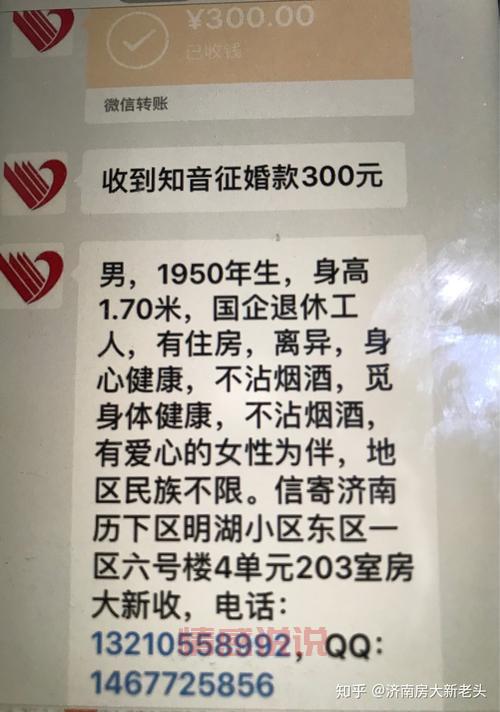 ¥300.00
已收钱
微信转账
收到知音征婚款300元
男，1950年生，身高
1.70米，国企退休工
人，有住房，离异，身
心健康，不沾烟酒，觅
身体健康，不沾烟酒，
有爱心的女性为伴，地
区民族不限。信寄济南
历下区明湖小区东区一
区六号楼4单元203室房
大新收，电话：
13210558992，QQ：
1467725856
情感说说
知乎 @济南房大新老头